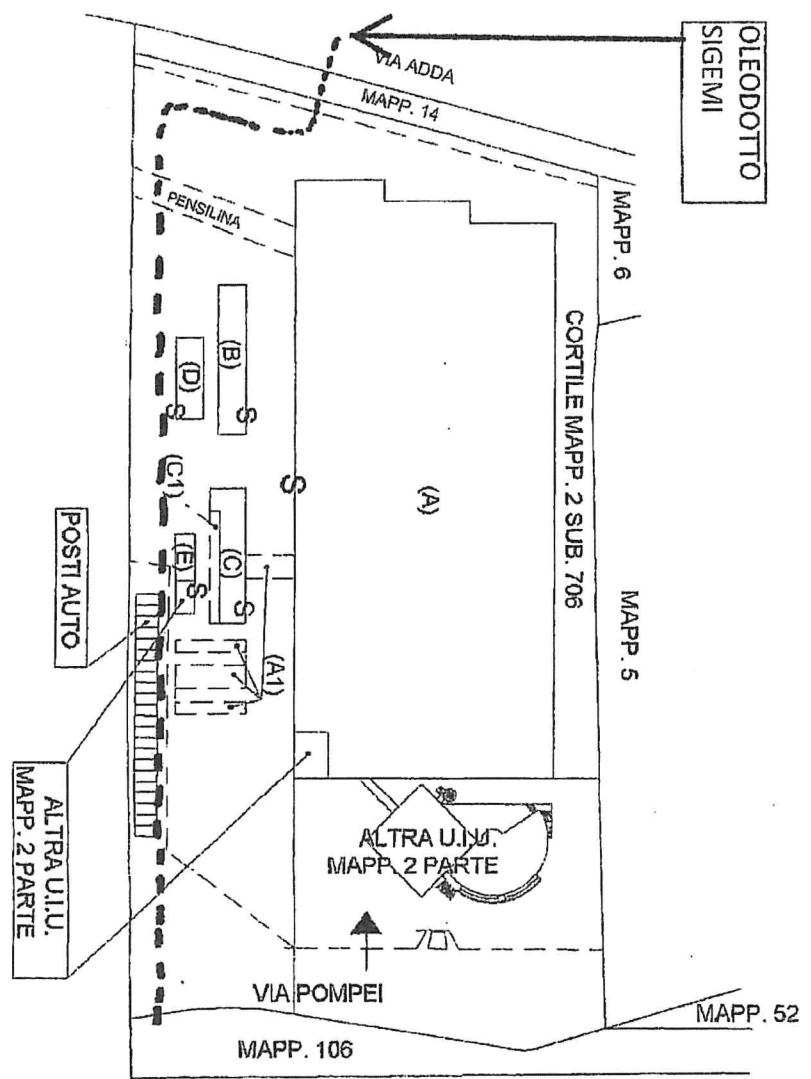 OLEODOTTO
SIGEMI
VIA ADDA
MAPP. 14
MAPP. 6
PENSILINA
CORTILE MAPP. 2 SUB. 706
(B)
(D)
S
S
S
(A)
MAPP. 5
(C1)
(C)
(E)
S
S
(A1)
POSTI AUTO
ALTRA U.I.U.
MAPP. 2 PARTE
ALTRA U.I.U.
MAPP. 2 PARTE
VIA POMPEI
MAPP. 52
MAPP. 106